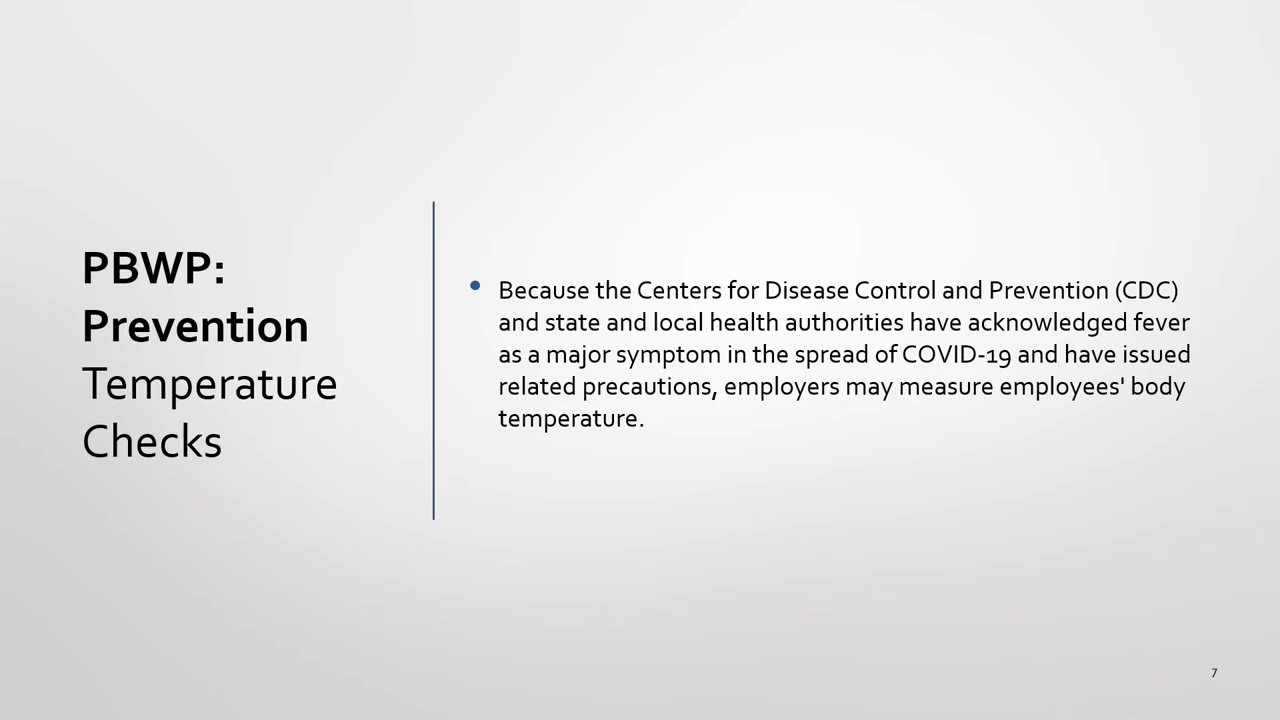 PBWP:
Prevention
Temperature
Checks
• Because the Centers for Disease Control and Prevention (CDC)
and state and local health authorities have acknowledged fever
as a major symptom in the spread of COVID-19 and have issued
related precautions, employers may measure employees' body
temperature.
7